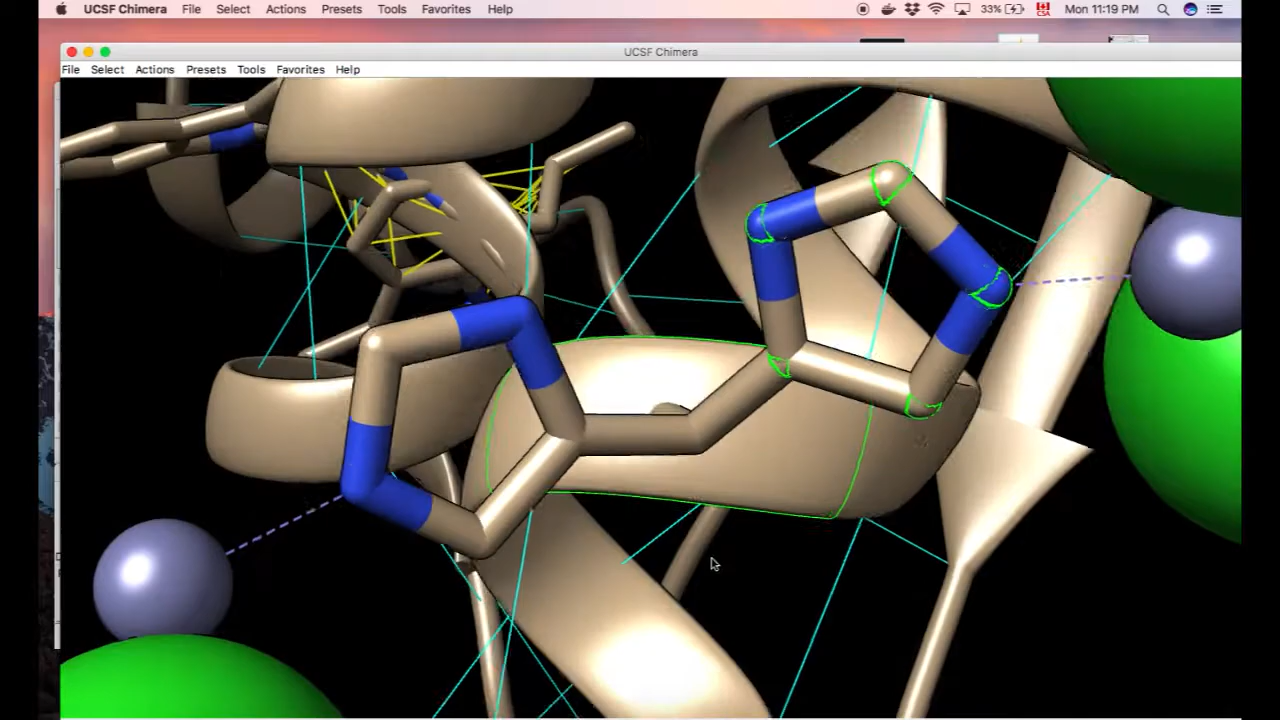 UCSF Chimera File Select Actions Presets Tools Favorites Help 33% CSA Mon 11:19 PM
UCSF Chimera
File Select Actions Presets Tools Favorites Help